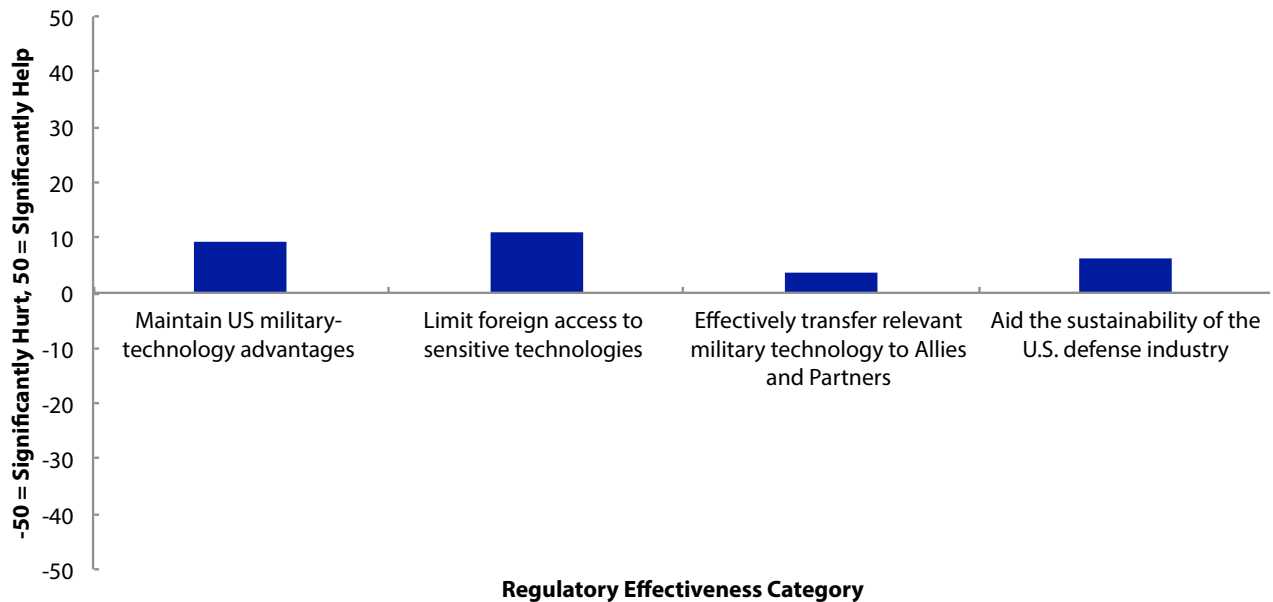 -50 = Significantly Hurt, 50 = SIgnificantly Help
50
40
30
20
10
0
-10
-20
-30
-40
-50
Maintain US military-
technology advantages
Limit foreign access to
sensitive technologies
Effectively transfer relevant
military technology to Allies
and Partners
Aid the sustainability of the
U.S. defense industry
Regulatory Effectiveness Category